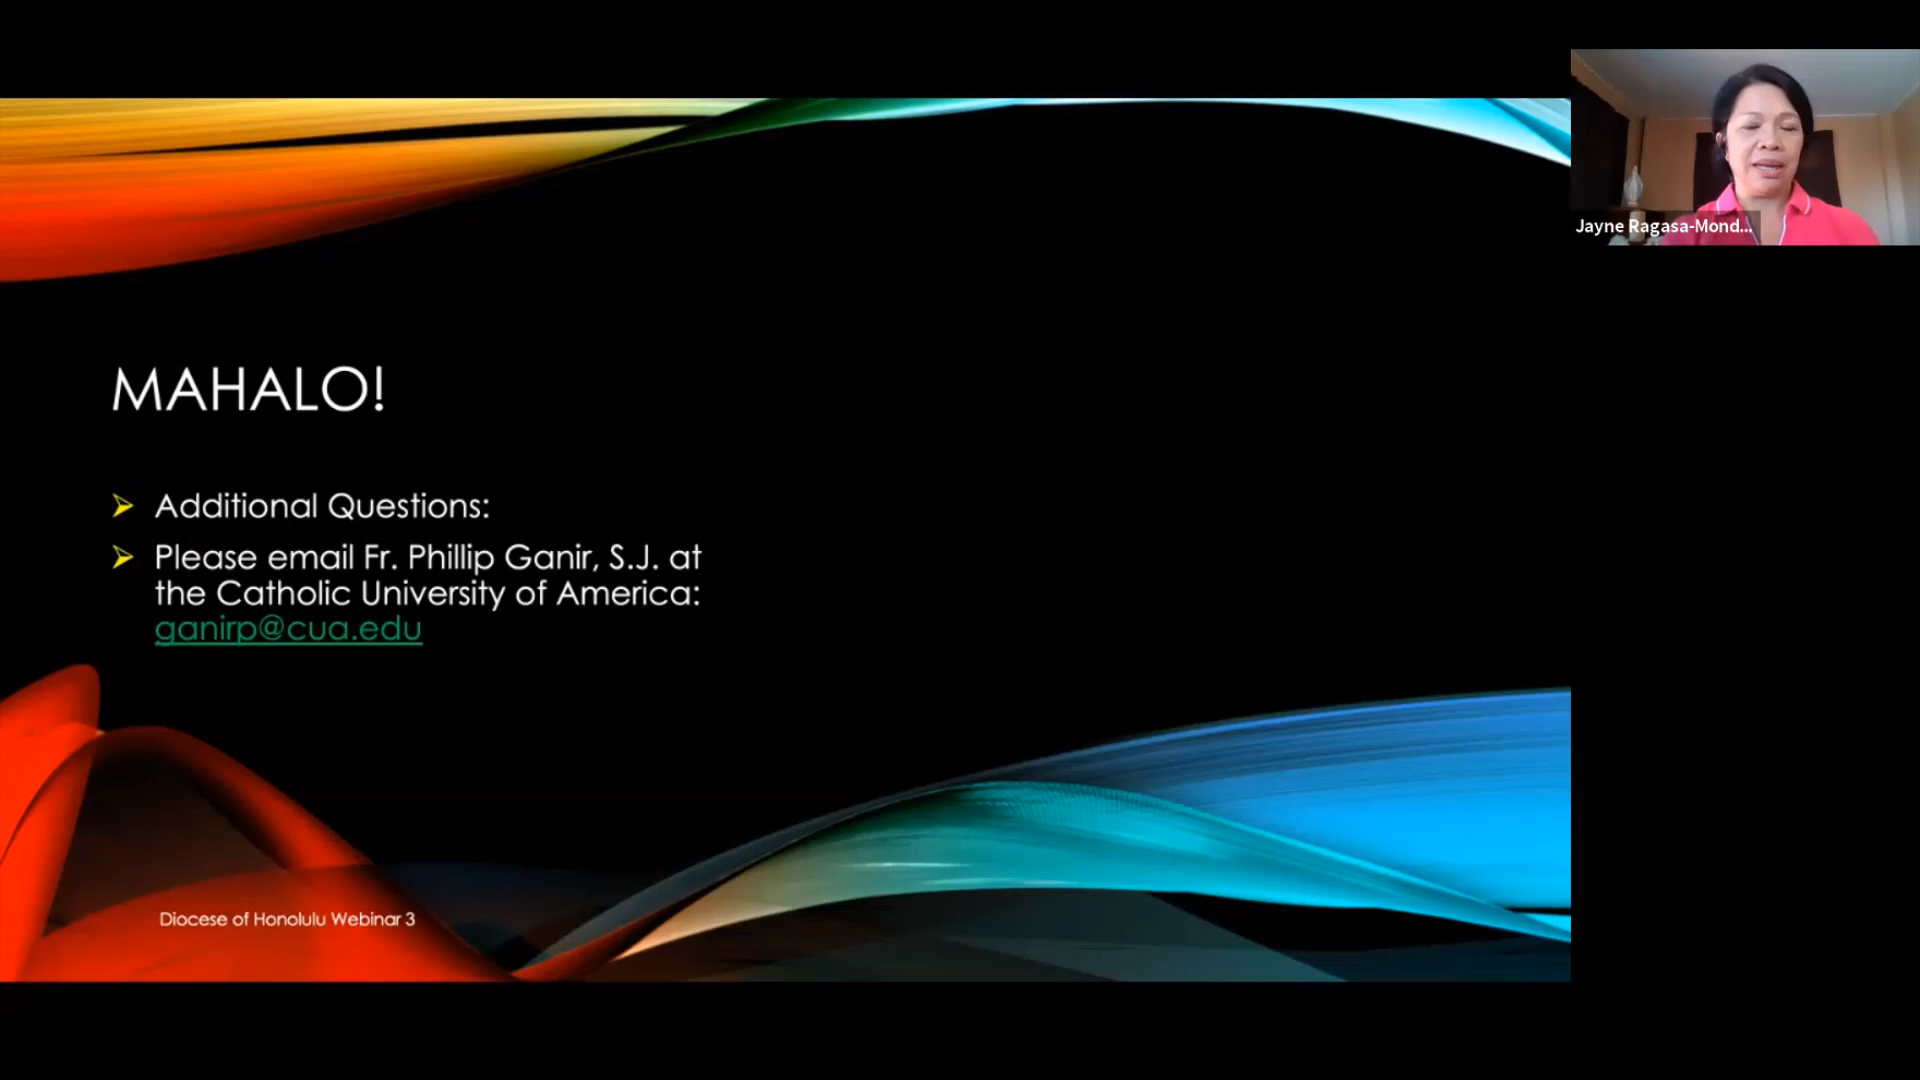 Jayne Ragasa-Mond...
MAHALO!
Additional Questions:
Please email Fr. Phillip Ganir, S.J. at
the Catholic University of America:
ganirp@cua.edu
Diocese of Honolulu Webinar 3